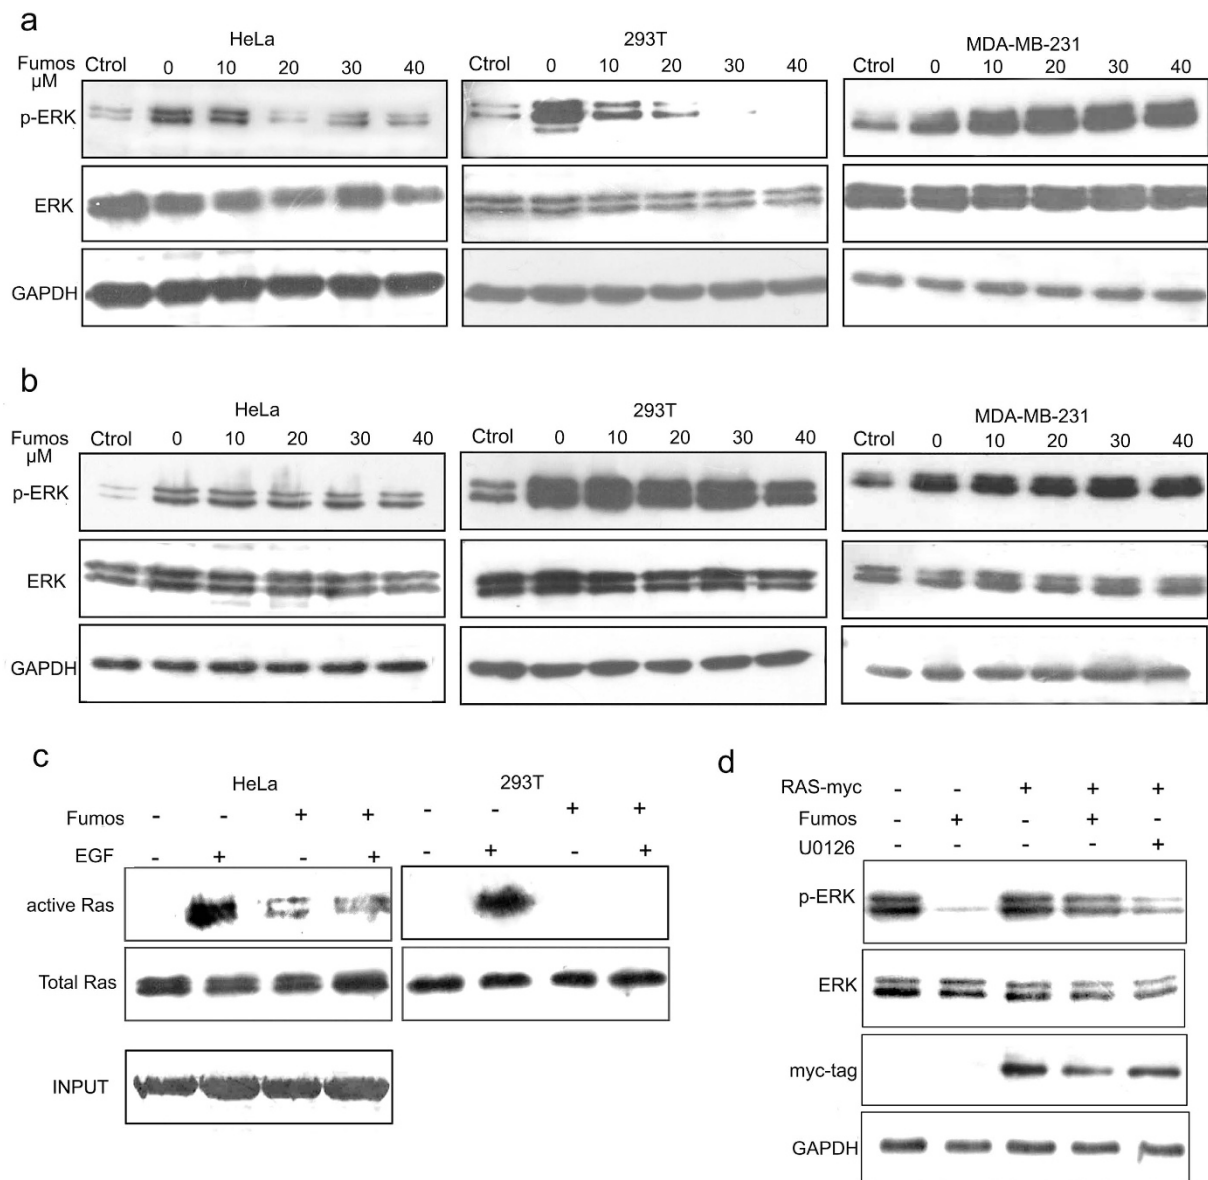 a
HeLa
293T
MDA-MB-231
Fumos
µM
Ctrol 0 10 20 30 40
Ctrol 0 10 20 30 40
Ctrol 0 10 20 30 40
p-ERK
ERK
GAPDH
b
HeLa
293T
MDA-MB-231
Fumos
µM
Ctrol 0 10 20 30 40
Ctrol 0 10 20 30 40
Ctrol 0 10 20 30 40
p-ERK
ERK
GAPDH
c
HeLa
293T
Fumos - - + + - - + +
EGF - + - + - + - +
active Ras
Total Ras
INPUT
d
RAS-myc - - + + +
Fumos - + - + -
U0126 - - - - +
p-ERK
ERK
myc-tag
GAPDH